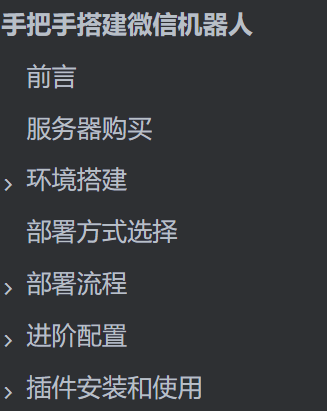 手把手搭建微信机器人
前言
服务器购买
环境搭建
部署方式选择
部署流程
进阶配置
插件安装和使用